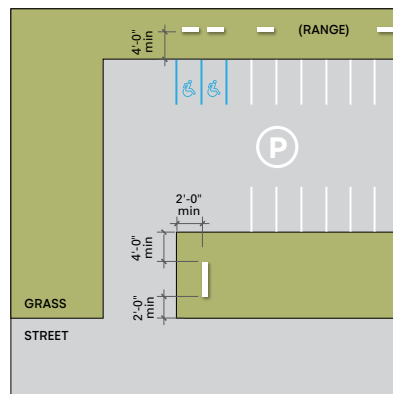 (RANGE)
4'-0"
min
P
2'-0"
min
4'-0"
min
2'-0"
min
GRASS
STREET